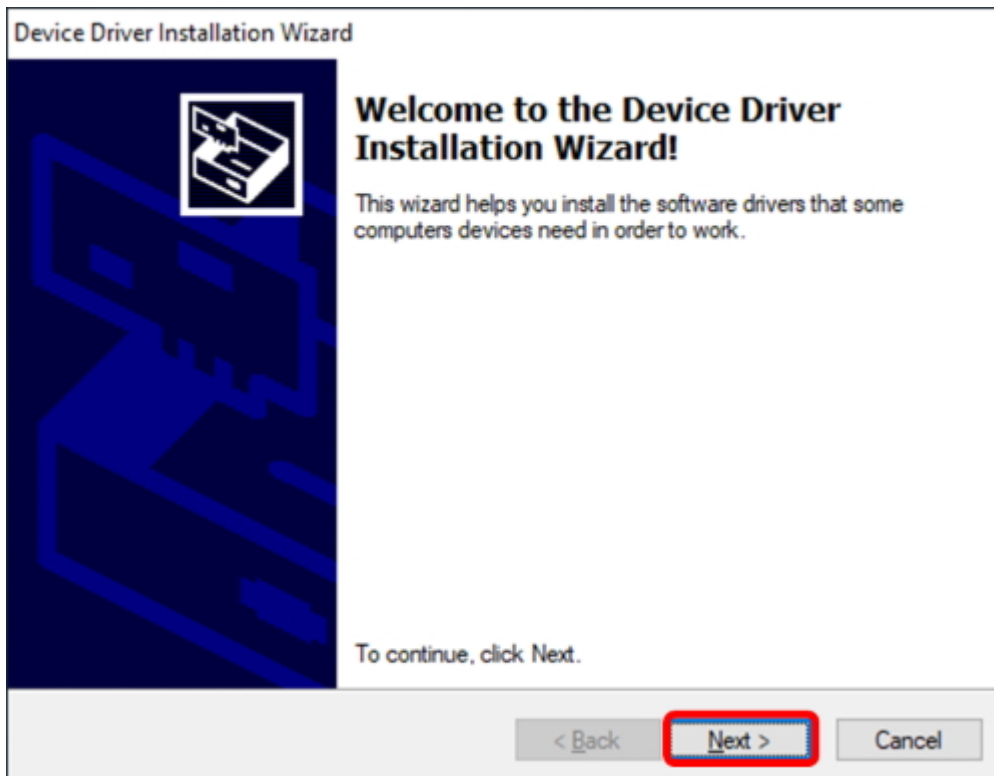 Device Driver Installation Wizard
Welcome to the Device Driver
Installation Wizard!
This wizard helps you install the software drivers that some
computers devices need in order to work.
To continue, click Next.
< Back
Next >
Cancel